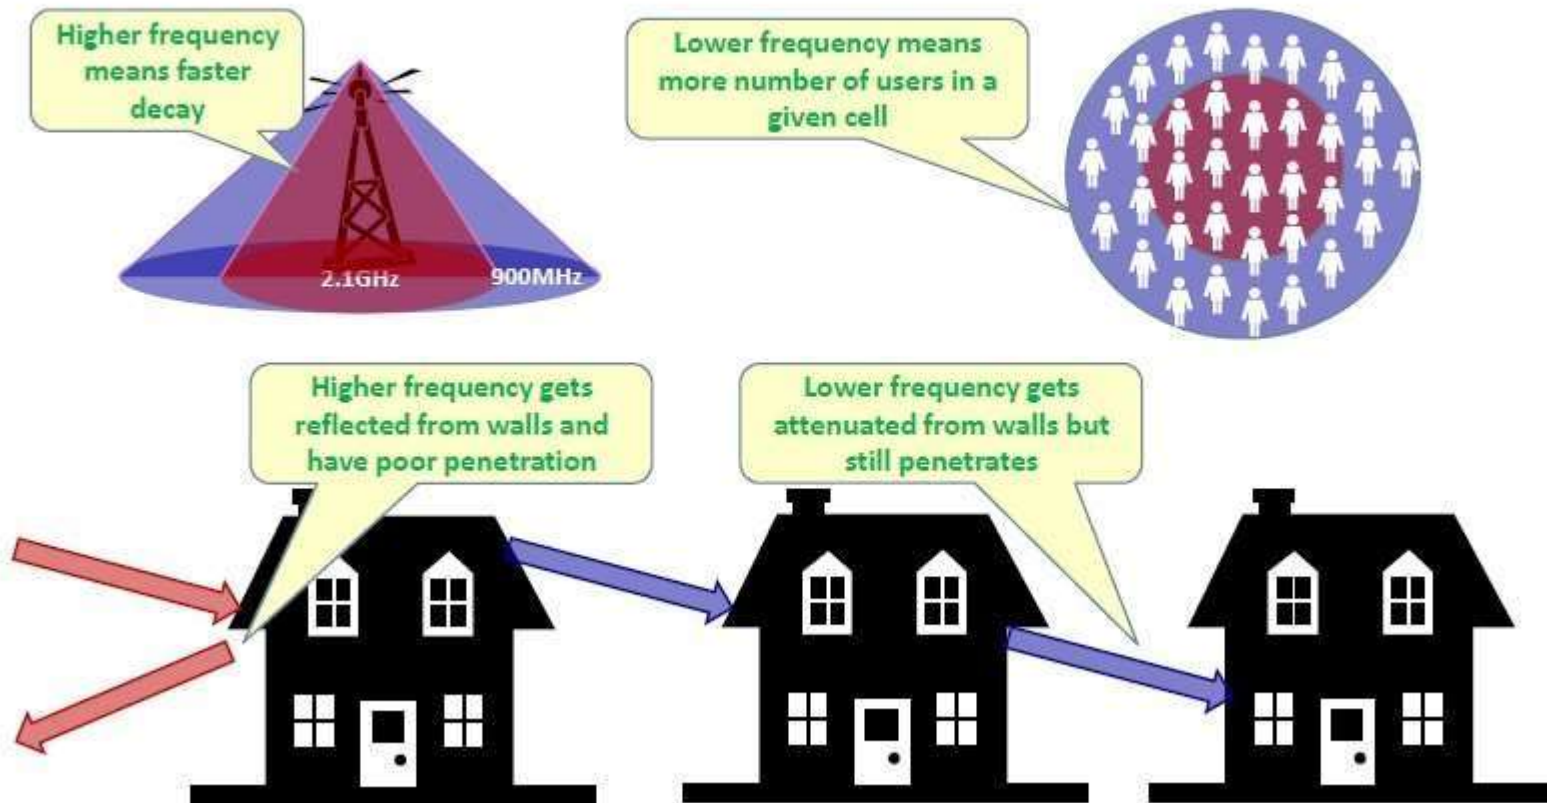 Higher frequency
means faster
decay
2.1GHz
900MHz
Lower frequency means
more number of users in a
given cell
Higher frequency gets
reflected from walls and
have poor penetration
Lower frequency gets
attenuated from walls but
still penetrates